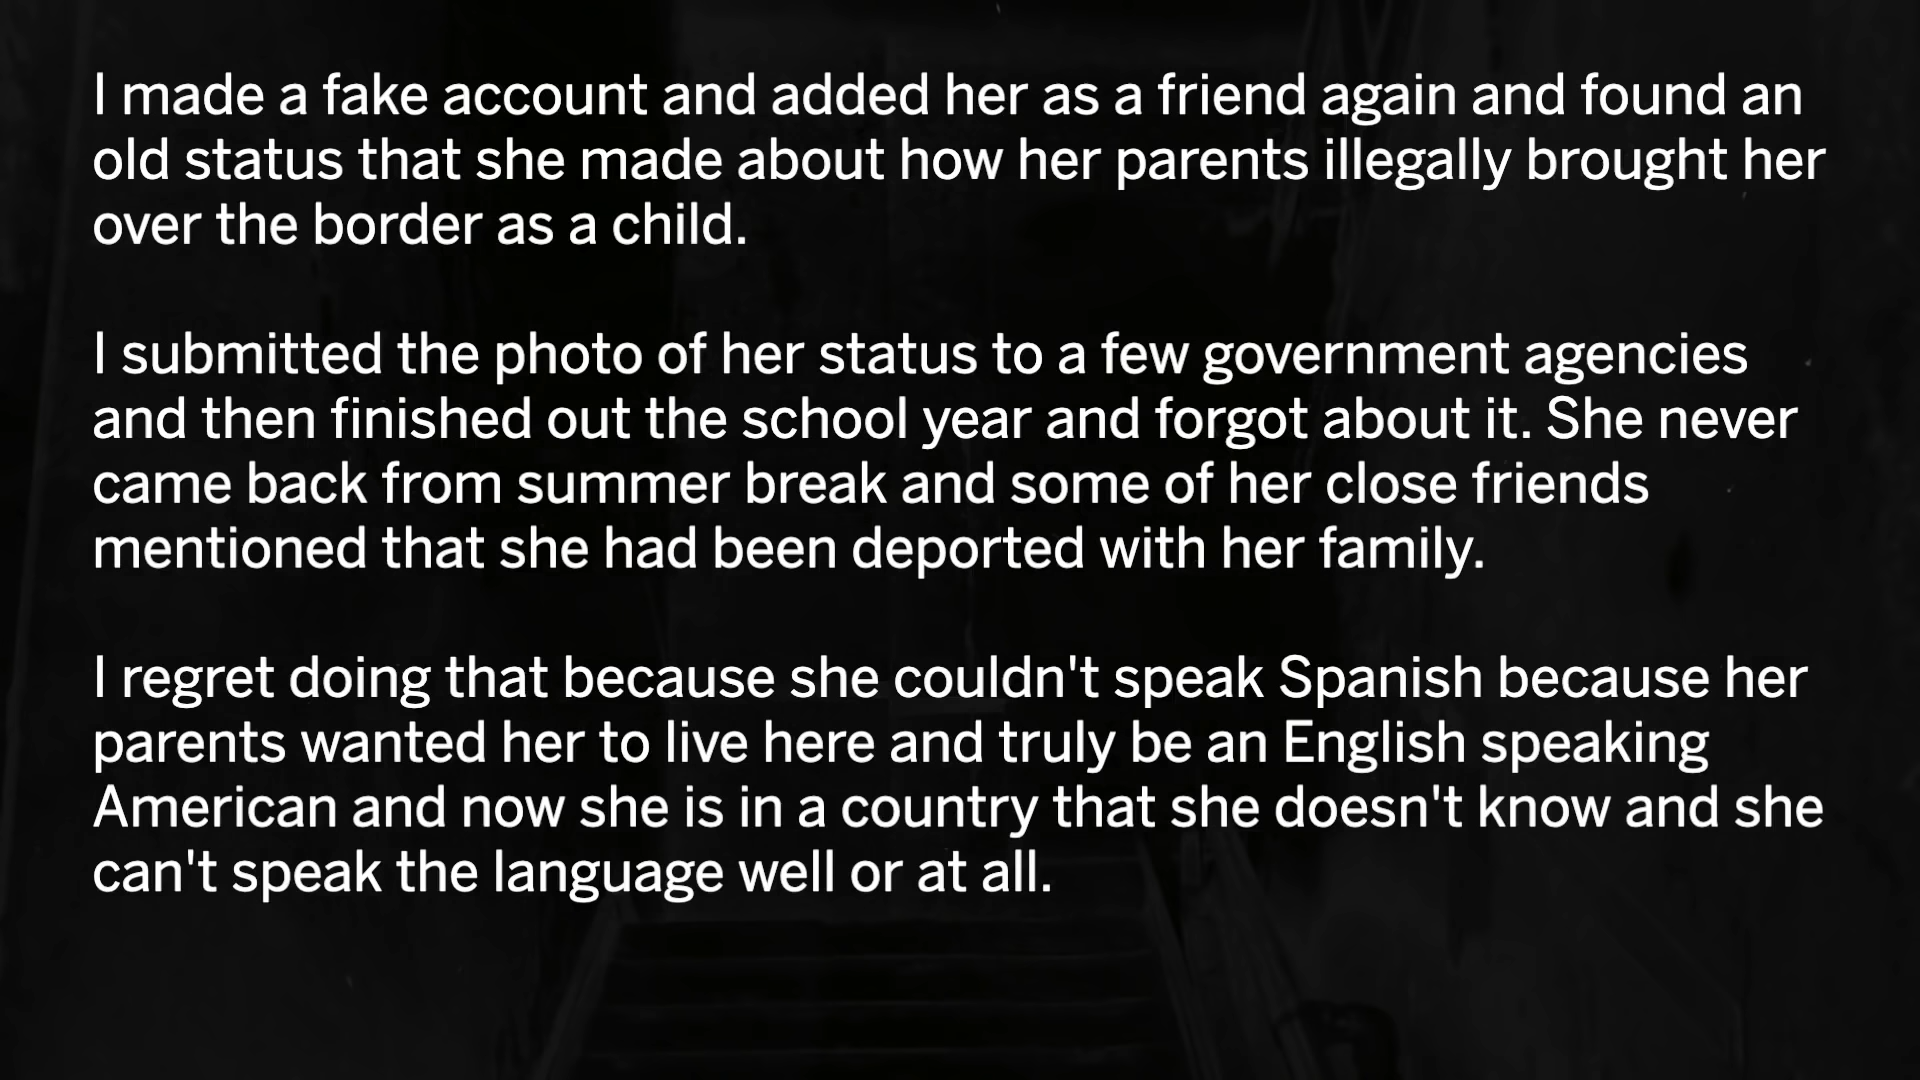 I made a fake account and added her as a friend again and found an
old status that she made about how her parents illegally brought her
over the border as a child.
I submitted the photo of her status to a few government agencies
and then finished out the school year and forgot about it. She never
came back from summer break and some of her close friends
mentioned that she had been deported with her family.
I regret doing that because she couldn't speak Spanish because her
parents wanted her to live here and truly be an English speaking
American and now she is in a country that she doesn't know and she
can't speak the language well or at all.